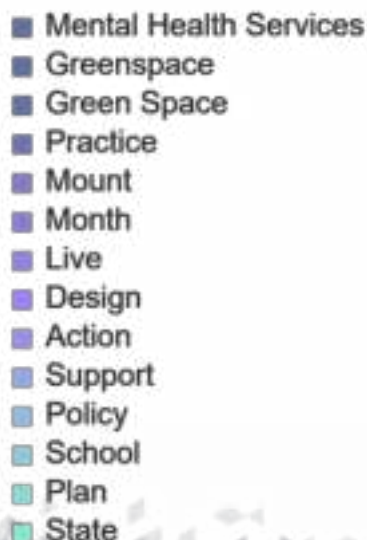 Mental Health Services
Greenspace
Green Space
Practice
Mount
Month
Live
Design
Action
Support
Policy
School
Plan
State